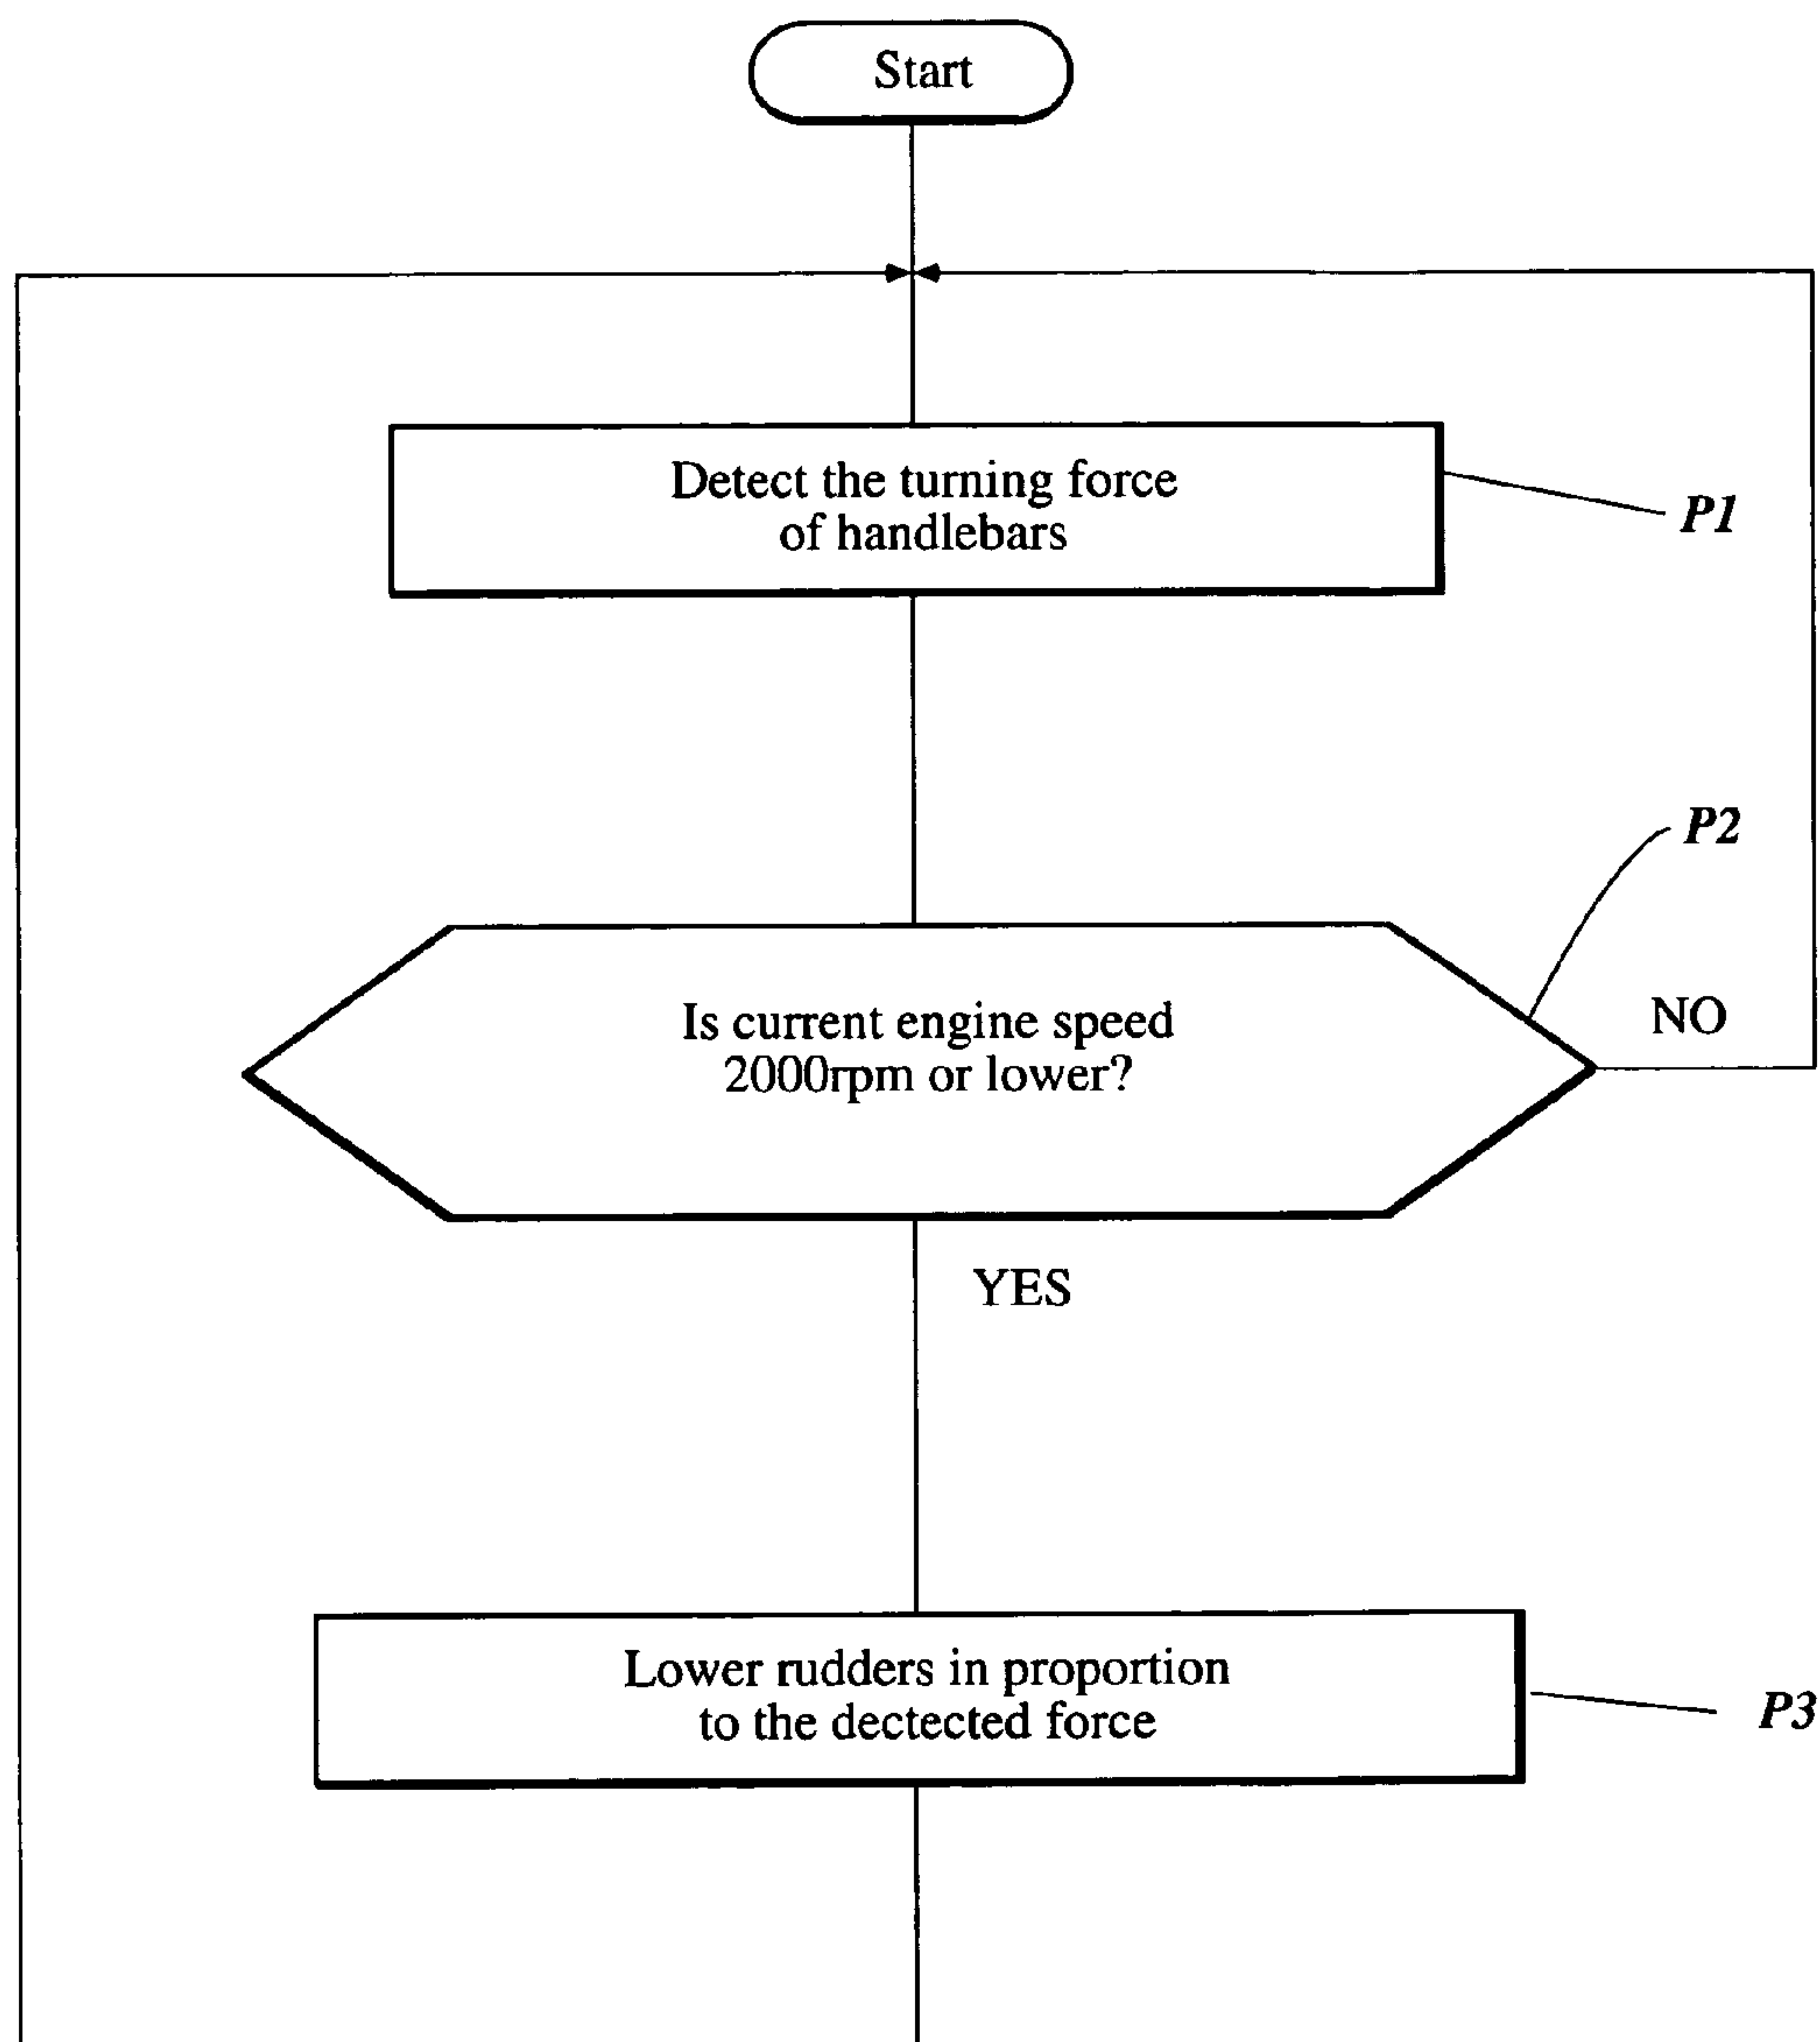 Start
Detect the turning force
of handlebars
P1
P2
Is current engine speed
2000rpm or lower?
NO
YES
Lower rudders in proportion
to the dectected force
P3